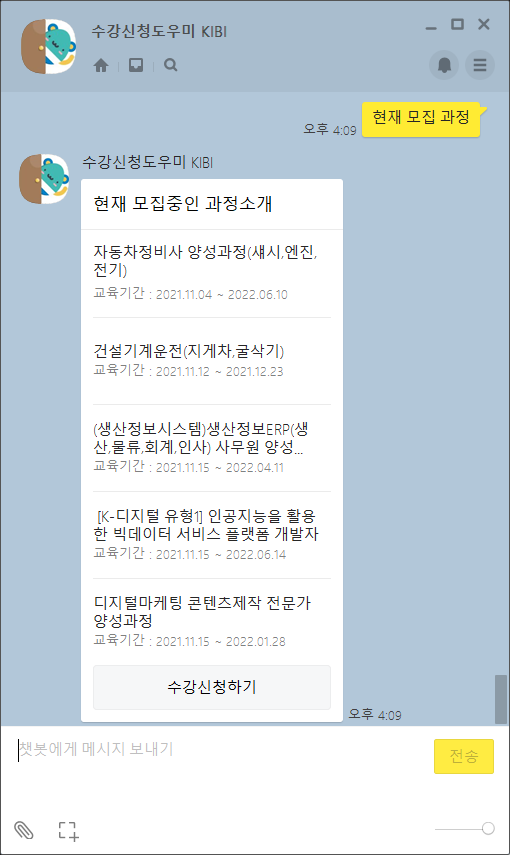 수강신청도우미 KIBI
현재 모집 과정
오후 4:09
수강신청도우미 KIBI
현재 모집중인 과정소개
자동차정비사 양성과정(섀시,엔진,
전기)
교육기간 : 2021.11.04 ~ 2022.06.10
건설기계운전(지게차,굴삭기)
교육기간 : 2021.11.12 ~ 2021.12.23
(생산정보시스템)생산정보ERP(생
산,물류,회계,인사) 사무원 양성...
교육기간 : 2021.11.15 ~ 2022.04.11
[K-디지털 유형1] 인공지능을 활용
한 빅데이터 서비스 플랫폼 개발자
교육기간 : 2021.11.15 ~ 2022.06.14
디지털마케팅 콘텐츠제작 전문가
양성과정
교육기간 : 2021.11.15 ~ 2022.01.28
수강신청하기
오후 4:09
챗봇에게 메시지 보내기
전송